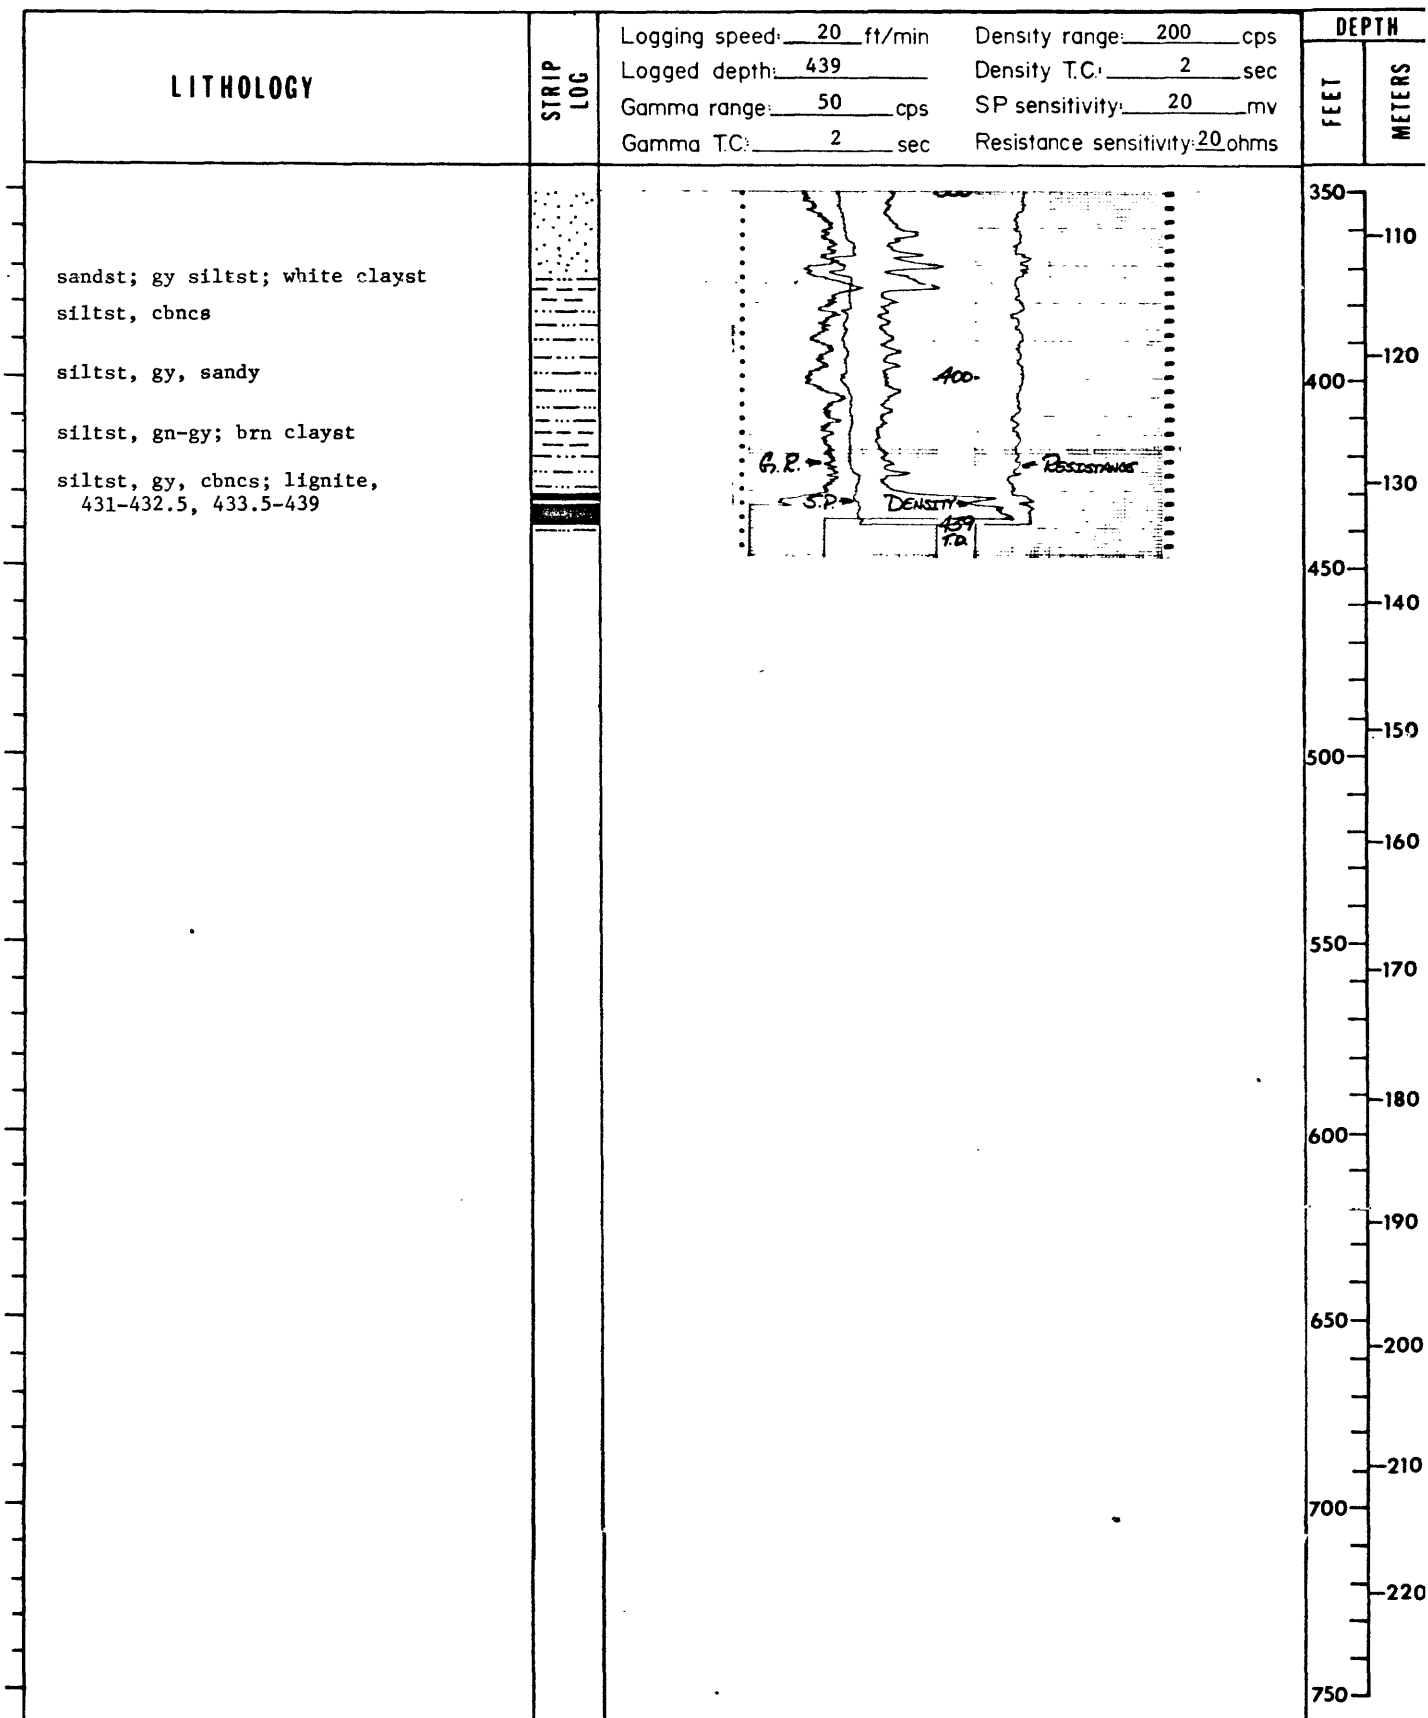 LITHOLOGY
STRIP LOG
Logging speed: 20 ft/min
Logged depth: 439
Gamma range: 50 cps
Gamma T.C.: 2 sec
Density range: 200 cps
Density T.C.: 2 sec
SP sensitivity: 20 mv
Resistance sensitivity: 20 ohms
DEPTH
FEET
METERS
sandst; gy siltst; white clayst
siltst, cbncs
siltst, gy, sandy
siltst, gn-gy; brn clayst
siltst, gy, cbncs; lignite,
431-432.5, 433.5-439
400
G.R.
RESISTANCE
S.P.
DENSITY
439
T.D.
350
400
450
500
550
600
650
700
750
110
120
130
140
150
160
170
180
190
200
210
220